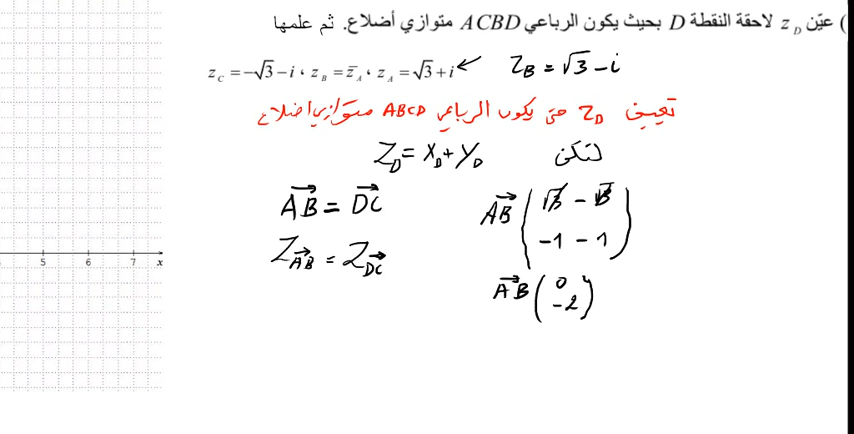 ) عيّن z_D لاحقة النقطة D بحيث يكون الرباعي ACBD متوازي أضلاع. ثم علمها
z_C = -√3 - i ، z_B = z̄_A ، z_A = √3 + i ← Z_B = √3 - i
تعيين Z_D حتى يكون الرباعي ABCD متوازي اضلاع
لتكن Z_D = X_D + Y_D
AB⃗ = DC⃗
AB⃗ ( √3 - √3
-1 - 1 )
Z_AB⃗ = Z_DC⃗
AB⃗ ( 0
-2 )
5 6 7 x